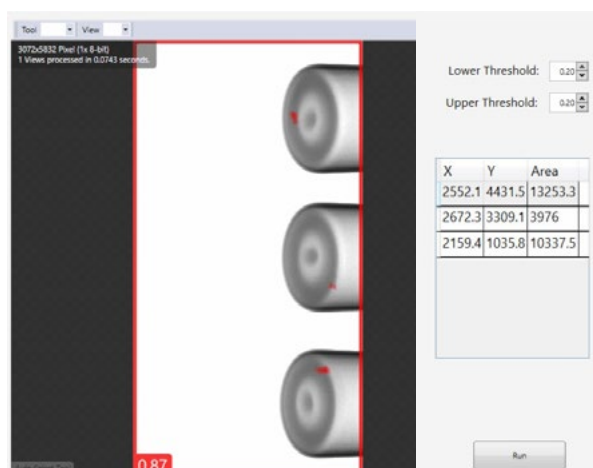 Tool View
3072x5832 Pixel (1x 8-bit)
1 Views processed in 0.0743 seconds.
0.87
Lower Threshold: 0.20
Upper Threshold: 0.20
X Y Area
2552.1 4431.5 13253.3
2672.3 3309.1 3976
2159.4 1035.8 10337.5
Run